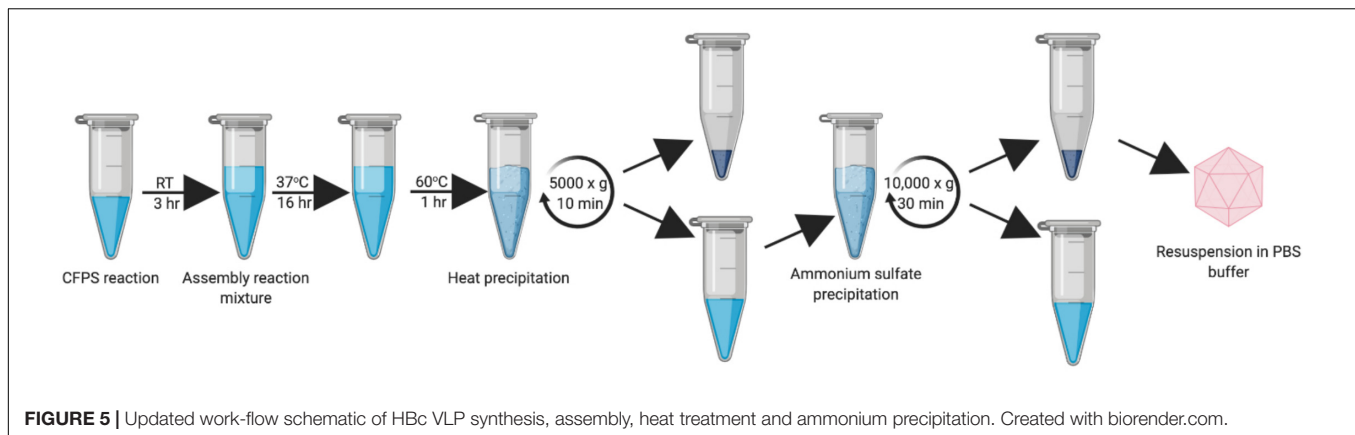 RT
3 hr
37°C
16 hr
60°C
1 hr
5000 x g
10 min
10,000 x g
30 min
CFPS reaction
Assembly reaction
mixture
Heat precipitation
Ammonium sulfate
precipitation
Resuspension in PBS
buffer
FIGURE 5 | Updated work-flow schematic of HBc VLP synthesis, assembly, heat treatment and ammonium precipitation. Created with biorender.com.